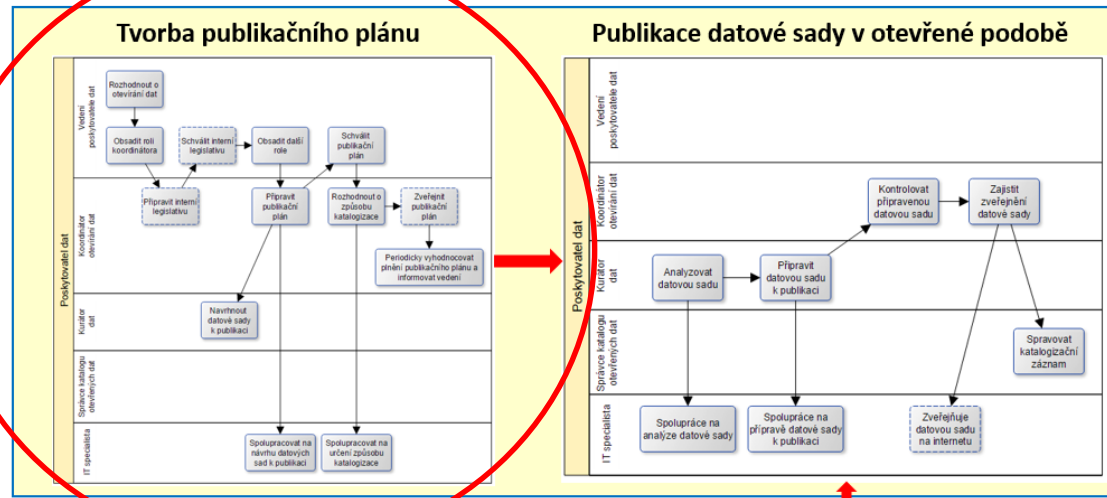 Tvorba publikačního plánu
Poskytovatel dat
Vedení
poskytovatele dat
Rozhodnout o
otevírání dat
Obsadit roli
koordinátora
Schválit interní
legislativu
Obsadit další
role
Schválit
publikační
plán
Koordinátor
otevírání dat
Připravit interní
legislativu
Připravit
publikační
plán
Rozhodnout o
způsobu
katalogizace
Zveřejnit
publikační
plán
Periodicky vyhodnocovat
plnění publikačního plánu a
informovat vedení
Kurátor
dat
Navrhnout
datové sady
k publikaci
Správce katalogu
otevřených dat
IT specialista
Spolupracovat na
návrhu datových
sad k publikaci
Spolupracovat na
určení způsobu
katalogizace
Publikace datové sady v otevřené podobě
Poskytovatel dat
Vedení
poskytovatele dat
Koordinátor
otevírání dat
Kontrolovat
připravenou
datovou sadu
Zajistit
zveřejnění
datové sady
Kurátor
dat
Analyzovat
datovou sadu
Připravit
datovou sadu
k publikaci
Správce katalogu
otevřených dat
Spravovat
katalogizační
záznam
IT specialista
Spolupráce na
analýze datové sady
Spolupráce na
přípravě datové sady
k publikaci
Zveřejňuje
datovou sadu
na internetu